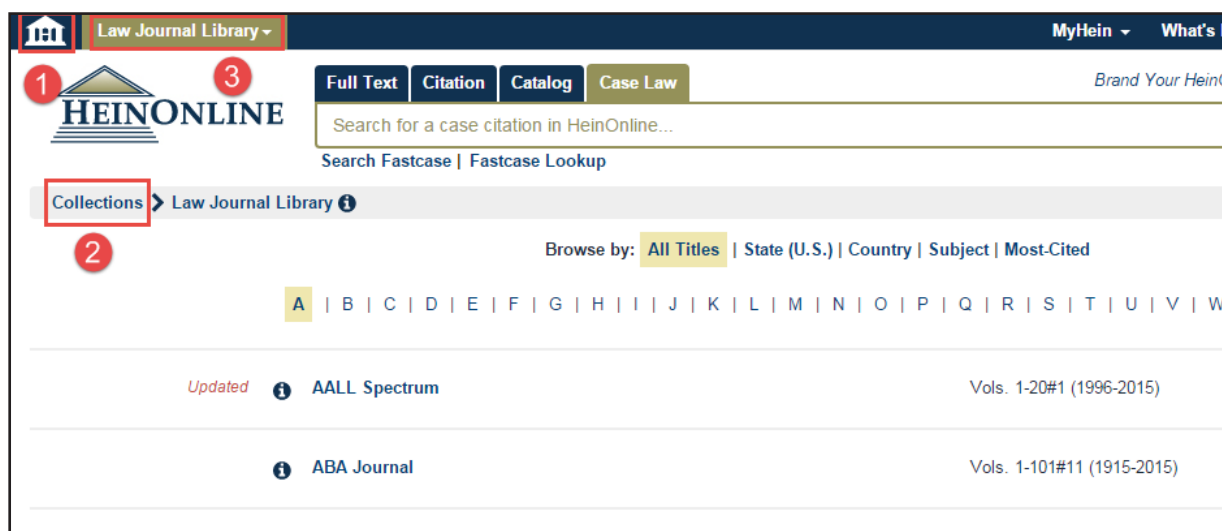 Law Journal Library MyHein What's
1 3
HEINONLINE
Full Text Citation Catalog Case Law Brand Your Hein
Search for a case citation in HeinOnline...
Search Fastcase | Fastcase Lookup
Collections > Law Journal Library i
2
Browse by: All Titles | State (U.S.) | Country | Subject | Most-Cited
A | B | C | D | E | F | G | H | I | J | K | L | M | N | O | P | Q | R | S | T | U | V | W
Updated i AALL Spectrum Vols. 1-20#1 (1996-2015)
i ABA Journal Vols. 1-101#11 (1915-2015)